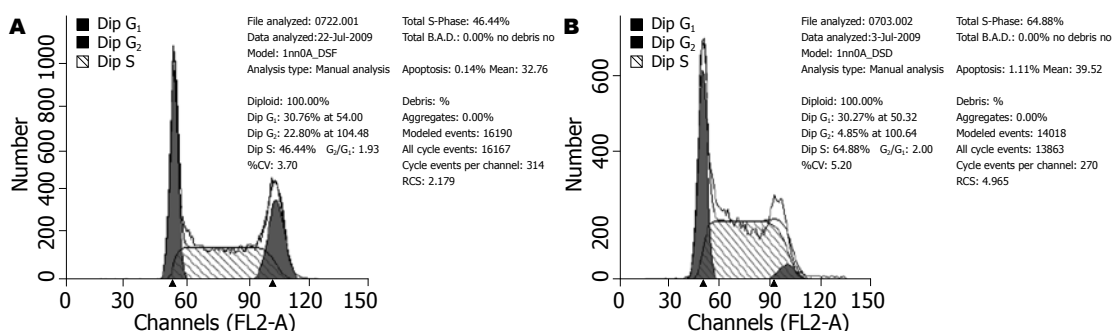 A
Dip G1
Dip G2
Dip S
File analyzed: 0722.001
Data analyzed:22-Jul-2009
Model: 1nn0A_DSF
Analysis type: Manual analysis
Total S-Phase: 46.44%
Total B.A.D.: 0.00% no debris no
Apoptosis: 0.14% Mean: 32.76
Diploid: 100.00%
Dip G1: 30.76% at 54.00
Dip G2: 22.80% at 104.48
Dip S: 46.44% G2/G1: 1.93
%CV: 3.70
Debris: %
Aggregates: 0.00%
Modeled events: 16190
All cycle events: 16167
Cycle events per channel: 314
RCS: 2.179
Number
1000
800
600
400
200
0
0 30 60 90 120 150
Channels (FL2-A)
B
Dip G1
Dip G2
Dip S
File analyzed: 0703.002
Data analyzed: 3-Jul-2009
Model: 1nn0A_DSD
Analysis type: Manual analysis
Total S-Phase: 64.88%
Total B.A.D.: 0.00% no debris no
Apoptosis: 1.11% Mean: 39.52
Diploid: 100.00%
Dip G1: 30.27% at 50.32
Dip G2: 4.85% at 100.64
Dip S: 64.88% G2/G1: 2.00
%CV: 5.20
Debris: %
Aggregates: 0.00%
Modeled events: 14018
All cycle events: 13863
Cycle events per channel: 270
RCS: 4.965
Number
600
400
200
0
0 30 60 90 120 150
Channels (FL2-A)